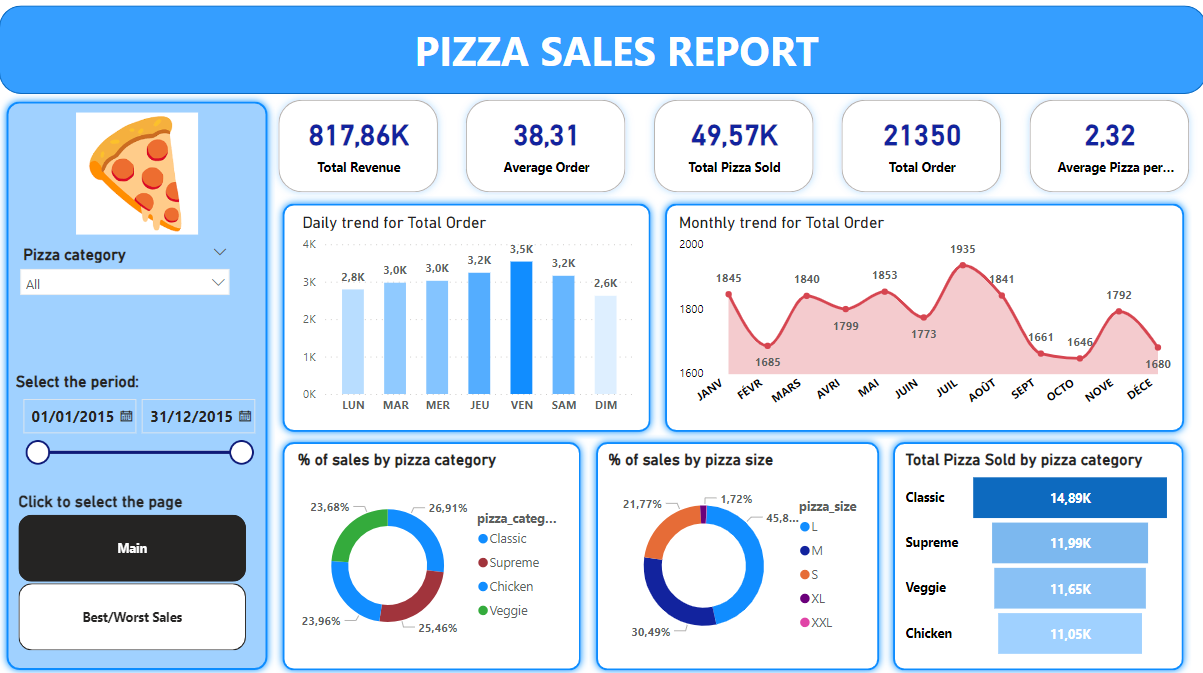 PIZZA SALES REPORT
817,86K
Total Revenue
38,31
Average Order
49,57K
Total Pizza Sold
21350
Total Order
2,32
Average Pizza per...
Pizza category
All
Select the period:
01/01/2015
31/12/2015
Click to select the page
Main
Best/Worst Sales
Daily trend for Total Order
4K
3K
2K
1K
0K
2,8K
3,0K
3,0K
3,2K
3,5K
3,2K
2,6K
LUN MAR MER JEU VEN SAM DIM
Monthly trend for Total Order
2000
1800
1600
1845
1685
1840
1799
1853
1773
1935
1841
1661
1646
1792
1680
JANV FÉVR MARS AVRI MAI JUIN JUIL AOÛT SEPT OCTO NOVE DÉCE
% of sales by pizza category
23,68%
26,91%
23,96%
25,46%
pizza_categ...
Classic
Supreme
Chicken
Veggie
% of sales by pizza size
21,77%
1,72%
45,8...
30,49%
pizza_size
L
M
S
XL
XXL
Total Pizza Sold by pizza category
Classic 14,89K
Supreme 11,99K
Veggie 11,65K
Chicken 11,05K